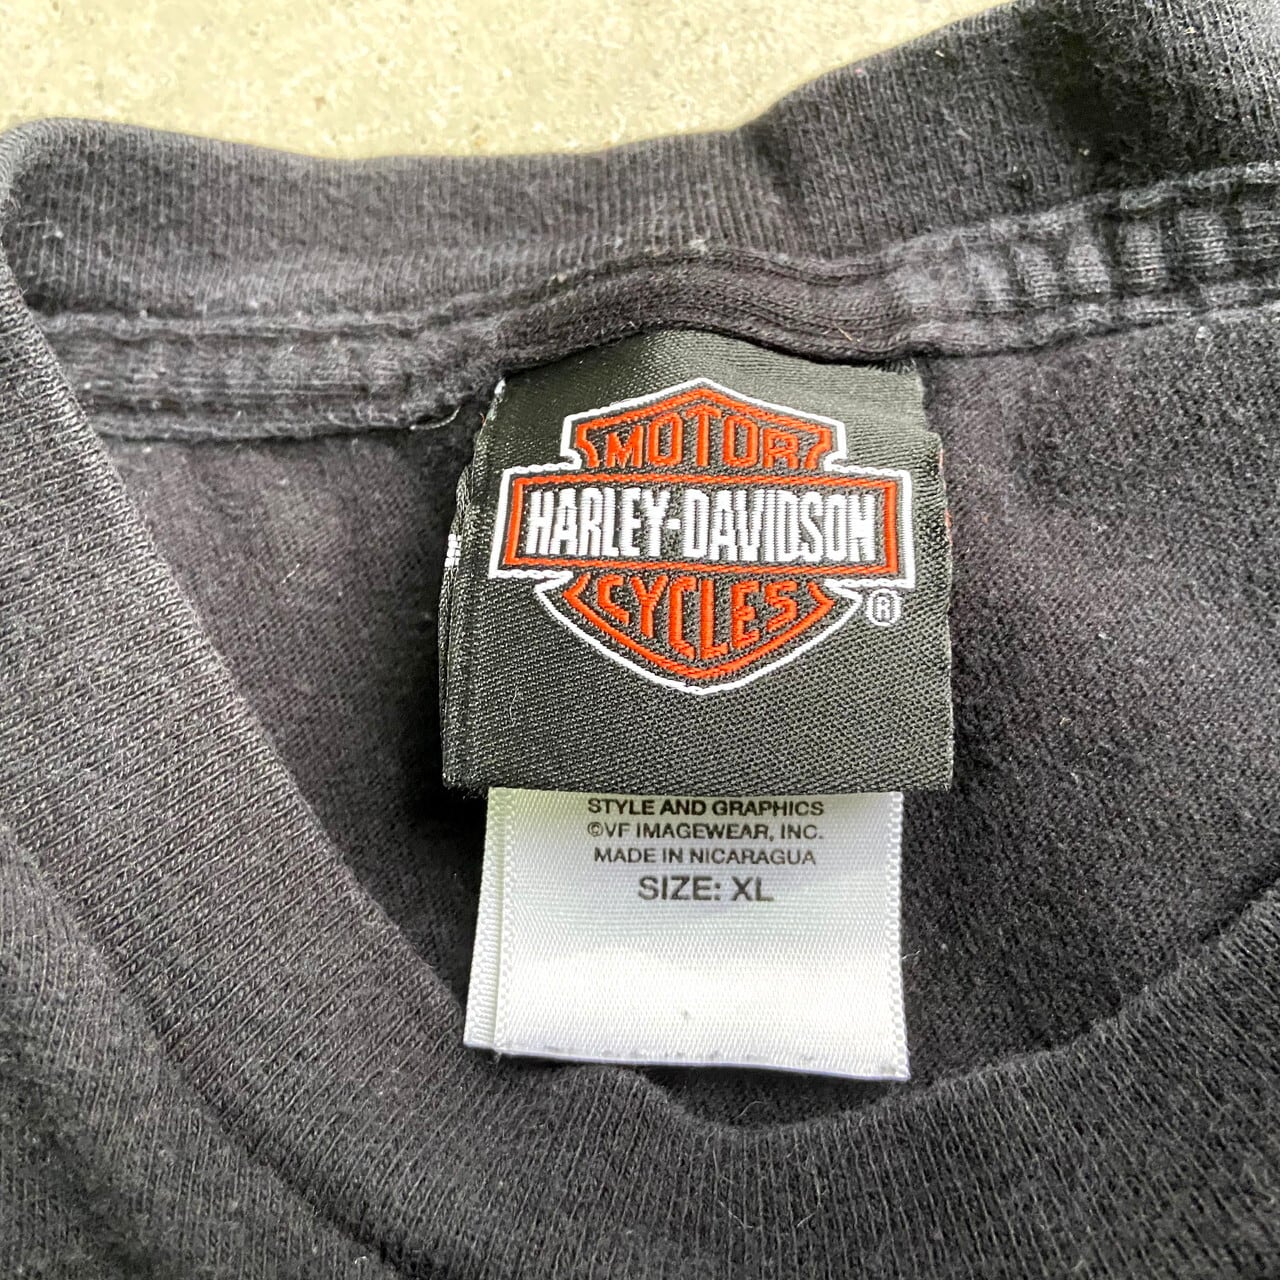 MOTOR
HARLEY-DAVIDSON
CYCLES
®
STYLE AND GRAPHICS
©VF IMAGEWEAR, INC.
MADE IN NICARAGUA
SIZE: XL